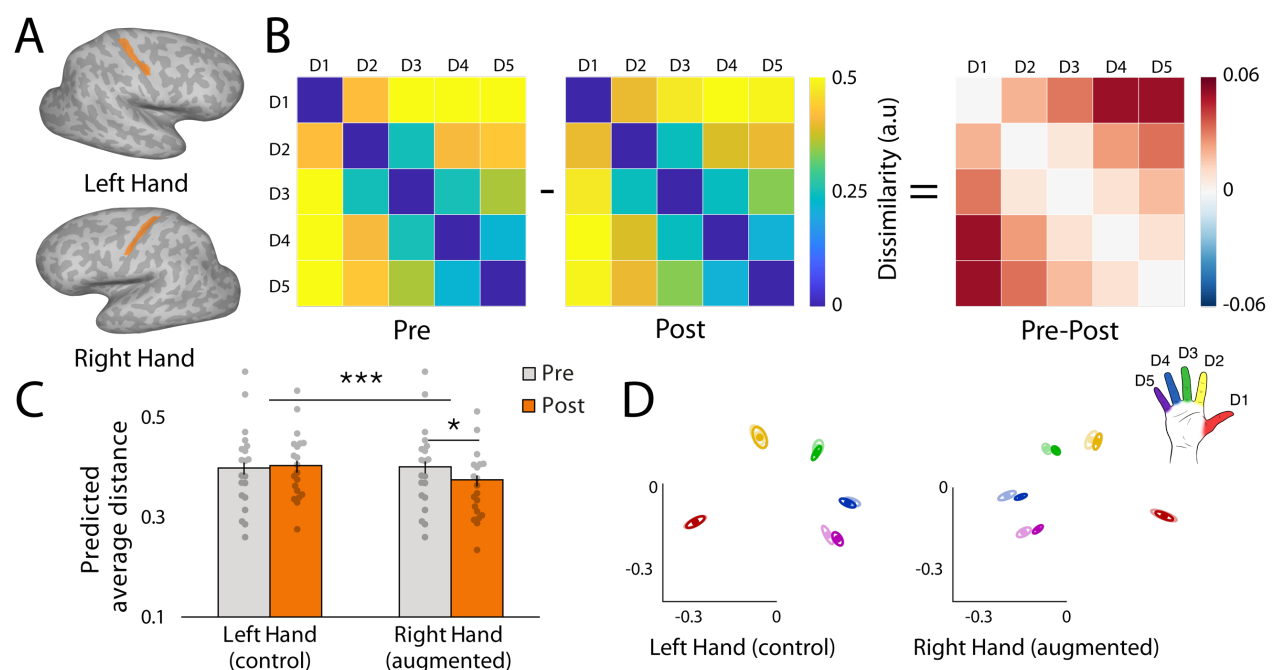 A
Left Hand
Right Hand
B
D1 D2 D3 D4 D5
D1
D2
D3
D4
D5
Pre
-
D1 D2 D3 D4 D5
Post
0.5
0.25
0
Dissimilarity (a.u)
=
D1 D2 D3 D4 D5
Pre-Post
0.06
0
-0.06
C
Predicted
average distance
0.5
0.3
0.1
***
*
Pre
Post
Left Hand
(control)
Right Hand
(augmented)
D
0
-0.3
-0.3 0
Left Hand (control)
0
-0.3
-0.3 0
Right Hand (augmented)
D5
D4
D3
D2
D1